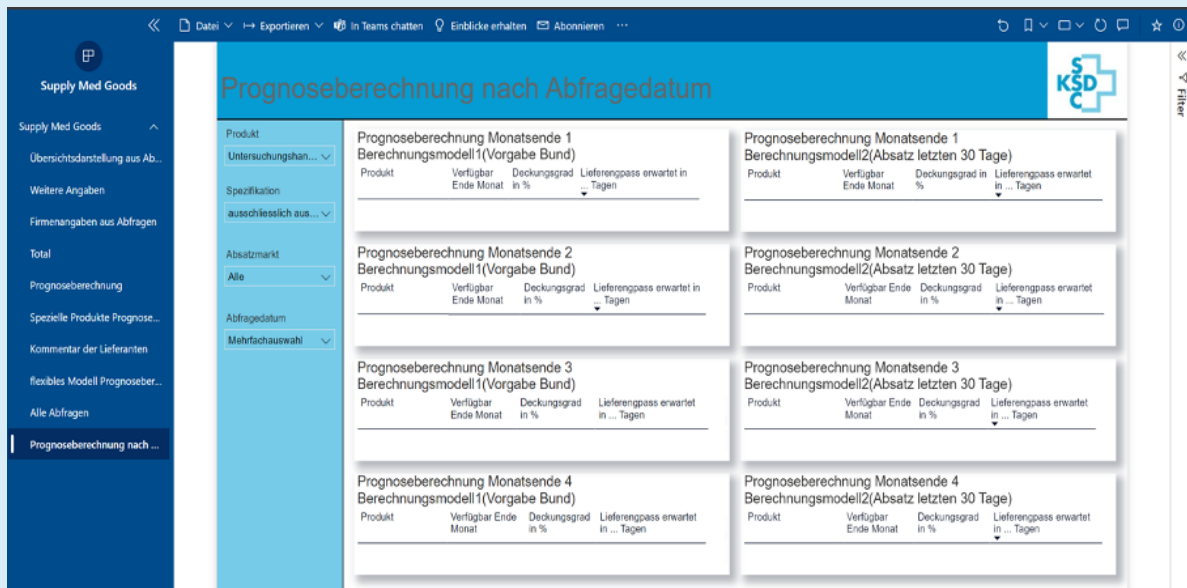 Datei
Exportieren
In Teams chatten
Einblicke erhalten
Abonnieren
Supply Med Goods
Supply Med Goods
Übersichtsdarstellung aus Ab...
Weitere Angaben
Firmenangaben aus Abfragen
Total
Prognoseberechnung
Spezielle Produkte Prognose...
Kommentar der Lieferanten
flexibles Modell Prognoseber...
Alle Abfragen
Prognoseberechnung nach ...
Prognoseberechnung nach Abfragedatum
KSD
SC
Filter
Produkt
Untersuchungshan...
Spezifikation
ausschliesslich aus...
Absatzmarkt
Alle
Abfragedatum
Mehrfachauswahl
Prognoseberechnung Monatsende 1
Berechnungsmodell1(Vorgabe Bund)
Produkt
Verfügbar
Ende Monat
Deckungsgrad
in %
Lieferengpass erwartet in
... Tagen
Prognoseberechnung Monatsende 1
Berechnungsmodell2(Absatz letzten 30 Tage)
Produkt
Verfügbar
Ende Monat
Deckungsgrad in
%
Lieferengpass erwartet
in ... Tagen
Prognoseberechnung Monatsende 2
Berechnungsmodell1(Vorgabe Bund)
Produkt
Verfügbar
Ende Monat
Deckungsgrad
in %
Lieferengpass erwartet in
... Tagen
Prognoseberechnung Monatsende 2
Berechnungsmodell2(Absatz letzten 30 Tage)
Produkt
Verfügbar Ende
Monat
Deckungsgrad
in %
Lieferengpass erwartet
in ... Tagen
Prognoseberechnung Monatsende 3
Berechnungsmodell1(Vorgabe Bund)
Produkt
Verfügbar
Ende Monat
Deckungsgrad
in %
Lieferengpass erwartet
in ... Tagen
Prognoseberechnung Monatsende 3
Berechnungsmodell2(Absatz letzten 30 Tage)
Produkt
Verfügbar Ende
Monat
Deckungsgrad
in %
Lieferengpass erwartet
in ... Tagen
Prognoseberechnung Monatsende 4
Berechnungsmodell1(Vorgabe Bund)
Produkt
Verfügbar Ende
Monat
Deckungsgrad
in %
Lieferengpass erwartet
in ... Tagen
Prognoseberechnung Monatsende 4
Berechnungsmodell2(Absatz letzten 30 Tage)
Produkt
Verfügbar
Ende Monat
Deckungsgrad
in %
Lieferengpass erwartet
in ... Tagen